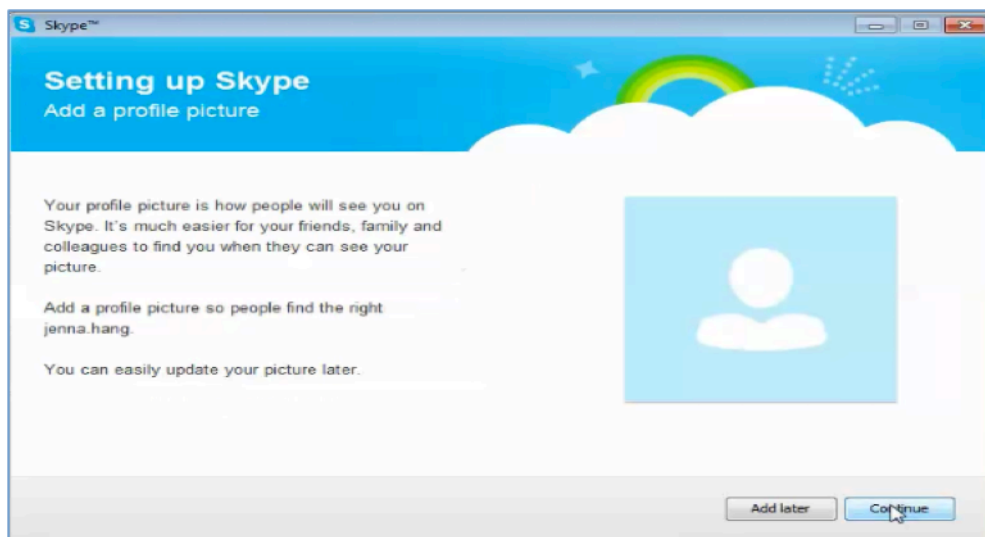 Skype™
Setting up Skype
Add a profile picture
Your profile picture is how people will see you on
Skype. It's much easier for your friends, family and
colleagues to find you when they can see your
picture.
Add a profile picture so people find the right
jenna.hang.
You can easily update your picture later.
Add later
Continue